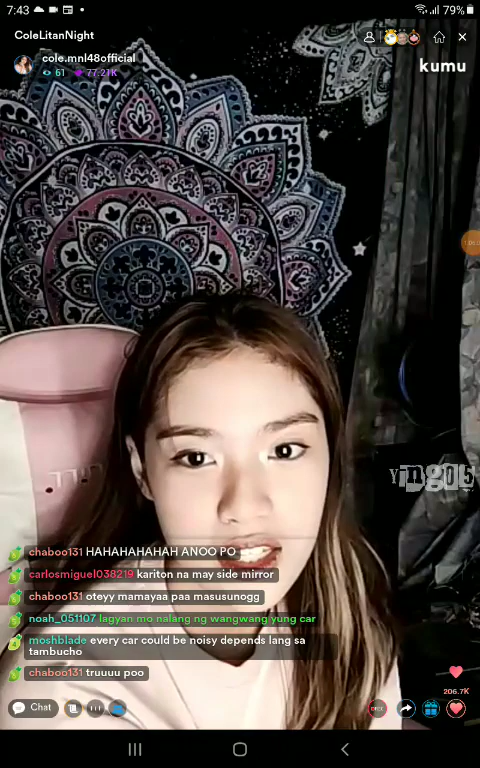 7:43
79%
ColeLitanNight
cole.mnl48official
61 77.21K
kumu
chaboo131 HAHAHAHAHAH ANOO PO
carlosmiguel038219 kariton na may side mirror
chaboo131 oteyy mamayaa paa masusunogg
noah_051107 lagyan mo nalang ng wangwang yung car
moshblade every car could be noisy depends lang sa
tambucho
chaboo131 truuuu poo
Chat
206.7K